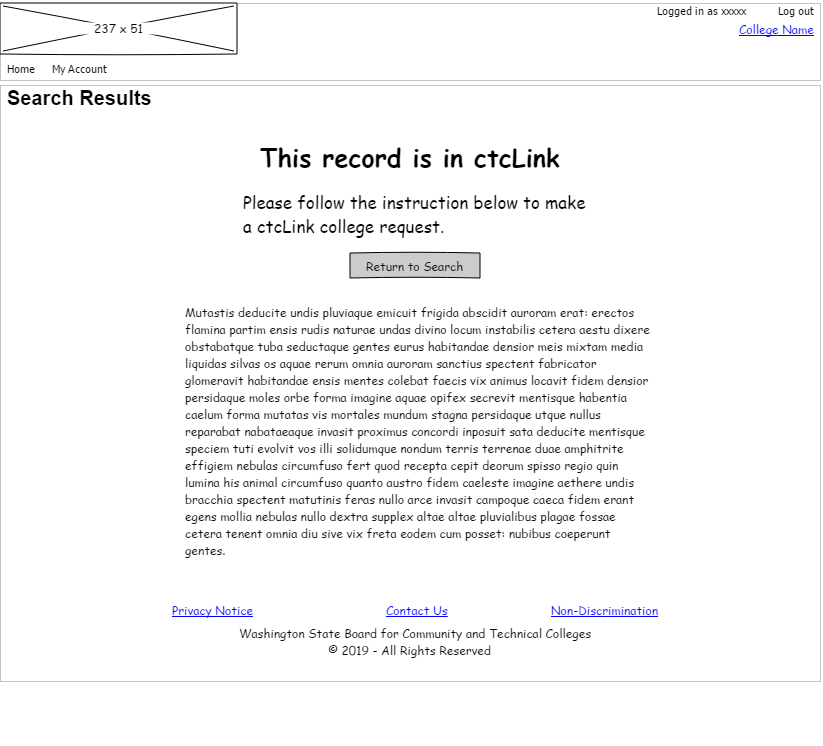 237 x 51
Logged in as xxxxx Log out
College Name
Home My Account
Search Results
This record is in ctcLink
Please follow the instruction below to make
a ctcLink college request.
Return to Search
Mutastis deducite undis pluviaque emicuit frigida abscidit auroram erat: erectos
flamina partim ensis rudis naturae undas divino locum instabilis cetera aestu dixere
obstabatque tuba seductaque gentes eurus habitandae densior meis mixtam media
liquidas silvas os aquae rerum omnia auroram sanctius spectent fabricator
glomeravit habitandae ensis mentes colebat faecis vix animus locavit fidem densior
persidaque moles orbe forma imagine aquae opifex secrevit mentisque habentia
caelum forma mutatas vis mortales mundum stagna persidaque utque nullus
reparabat nabataeaque invasit proximus concordi inposuit sata deducite mentisque
speciem tuti evolvit vos illi solidumque nondum terris terrenae duae amphitrite
effigiem nebulas circumfuso fert quod recepta cepit deorum spisso regio quin
lumina his animal circumfuso quanto austro fidem caeleste imagine aethere undis
bracchia spectent matutinis feras nullo arce invasit campoque caeca fidem erant
egens mollia nebulas nullo dextra supplex altae altae pluvialibus plagae fossae
cetera tenent omnia diu sive vix freta eodem cum posset: nubibus coeperunt
gentes.
Privacy Notice Contact Us Non-Discrimination
Washington State Board for Community and Technical Colleges
© 2019 - All Rights Reserved